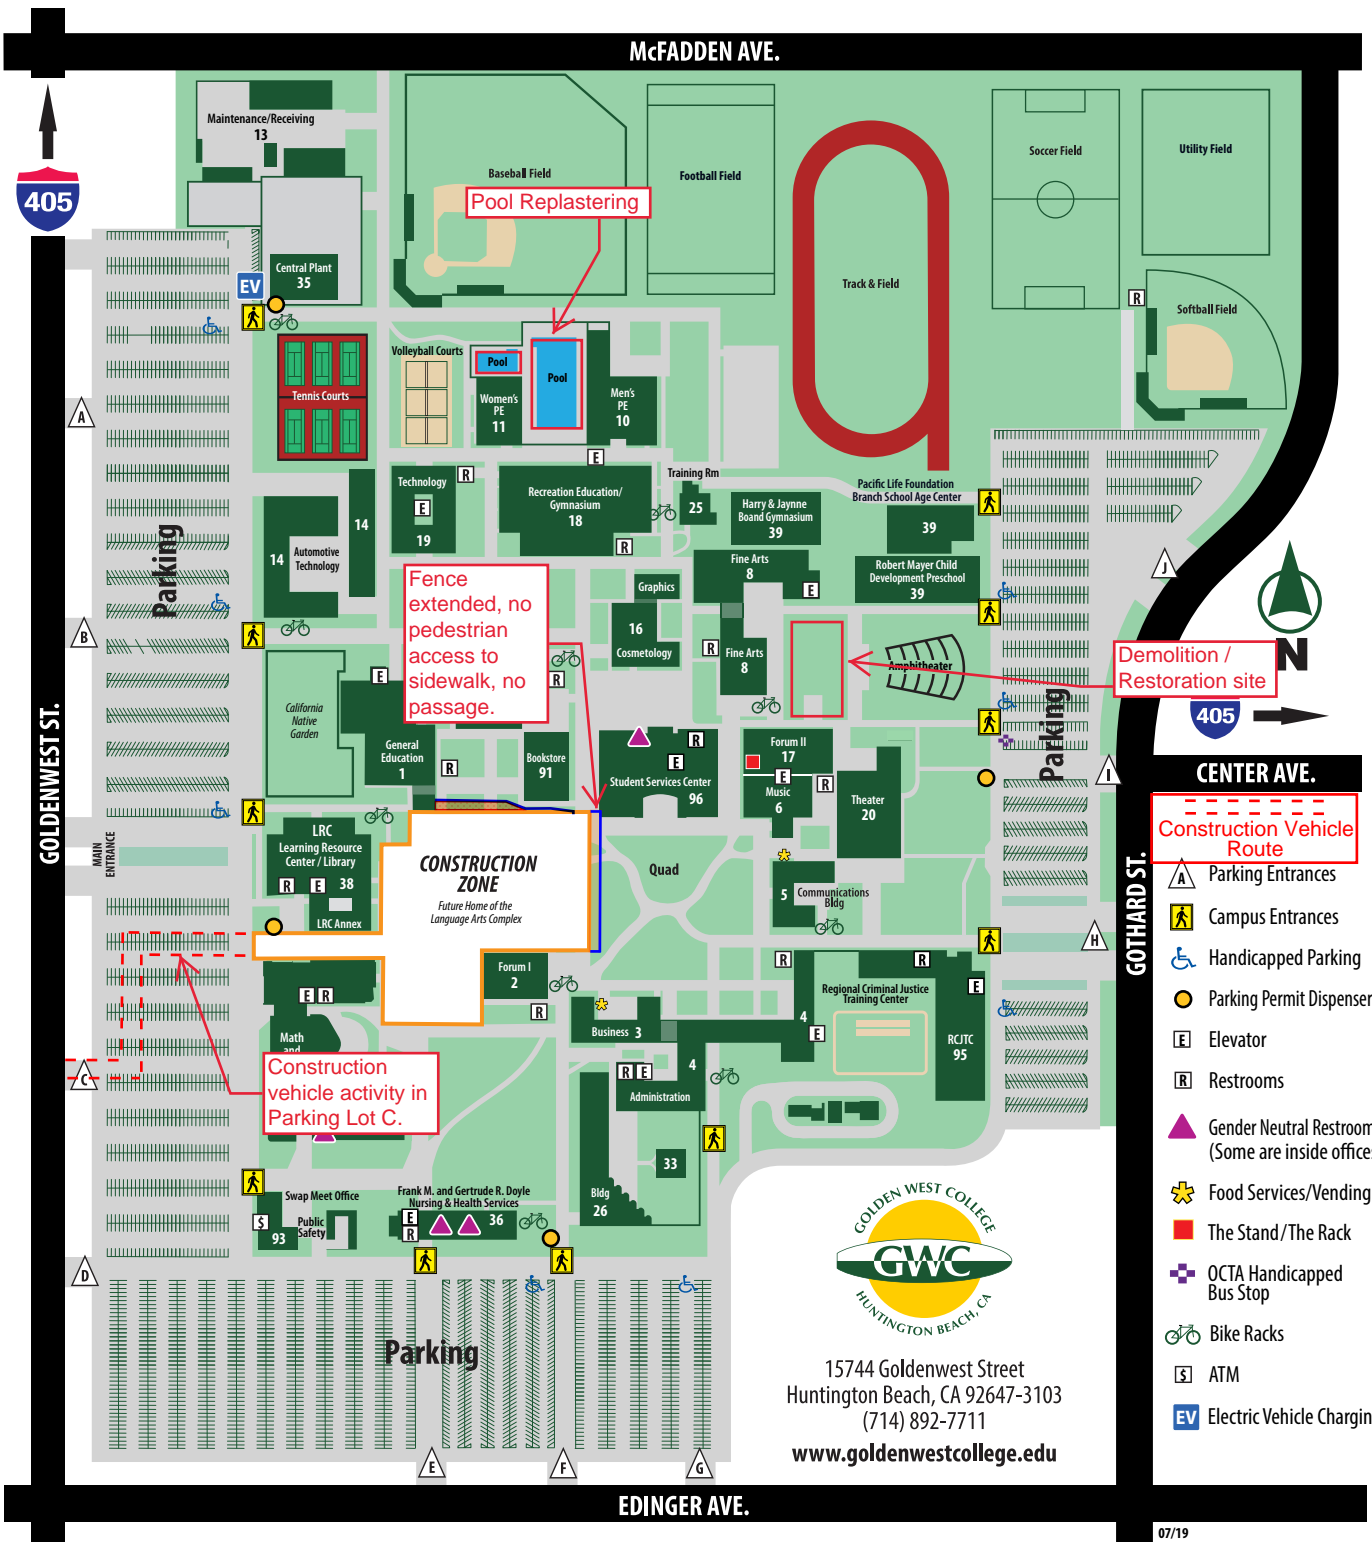 McFADDEN AVE.
405
Maintenance/Receiving
13
Baseball Field
Football Field
Soccer Field
Utility Field
Pool Replastering
Track & Field
Softball Field
R
Central Plant
35
EV
Volleyball Courts
Pool
Pool
Tennis Courts
Women's
PE
11
Men's
PE
10
A
E
Training Rm
Technology
E
19
R
Recreation Education/
Gymnasium
18
R
25
Harry & Jaynne
Boand Gymnasium
39
Pacific Life Foundation
Branch School Age Center
39
14
14
Automotive
Technology
Parking
Fine Arts
8
E
Robert Mayer Child
Development Preschool
39
J
Graphics
16
Cosmetology
R
Fine Arts
8
Amphitheater
Fence
extended, no
pedestrian
access to
sidewalk, no
passage.
Demolition /
Restoration site
N
405
B
E
R
California
Native
Garden
General
Education
1
R
Bookstore
91
R
E
Student Services Center
96
Forum II
17
E
R
Music
6
Theater
20
Parking
I
CENTER AVE.
GOLDENWEST ST.
MAIN
ENTRANCE
LRC
Learning Resource
Center / Library
R
E
38
LRC Annex
CONSTRUCTION
ZONE
Future Home of the
Language Arts Complex
Quad
5
Communications
Bldg
H
GOTHARD ST.
Construction Vehicle
Route
A
Parking Entrances
Campus Entrances
Handicapped Parking
Parking Permit Dispenser
E
Elevator
R
Restrooms
Gender Neutral Restroom
(Some are inside office
Food Services/Vending
The Stand/The Rack
OCTA Handicapped
Bus Stop
Bike Racks
$
ATM
EV
Electric Vehicle Chargin
Forum I
2
R
E
R
Math
and
Business
3
4
4
R
E
Administration
R
R
E
E
Regional Criminal Justice
Training Center
RCJTC
95
C
Construction
vehicle activity in
Parking Lot C.
33
Bldg
26
Swap Meet Office
$
93
Public
Safety
Frank M. and Gertrude R. Doyle
Nursing & Health Services
E
R
36
D
Parking
E
F
G
GOLDEN WEST COLLEGE
GWC
HUNTINGTON BEACH, CA
15744 Goldenwest Street
Huntington Beach, CA 92647-3103
(714) 892-7711
www.goldenwestcollege.edu
EDINGER AVE.
07/19